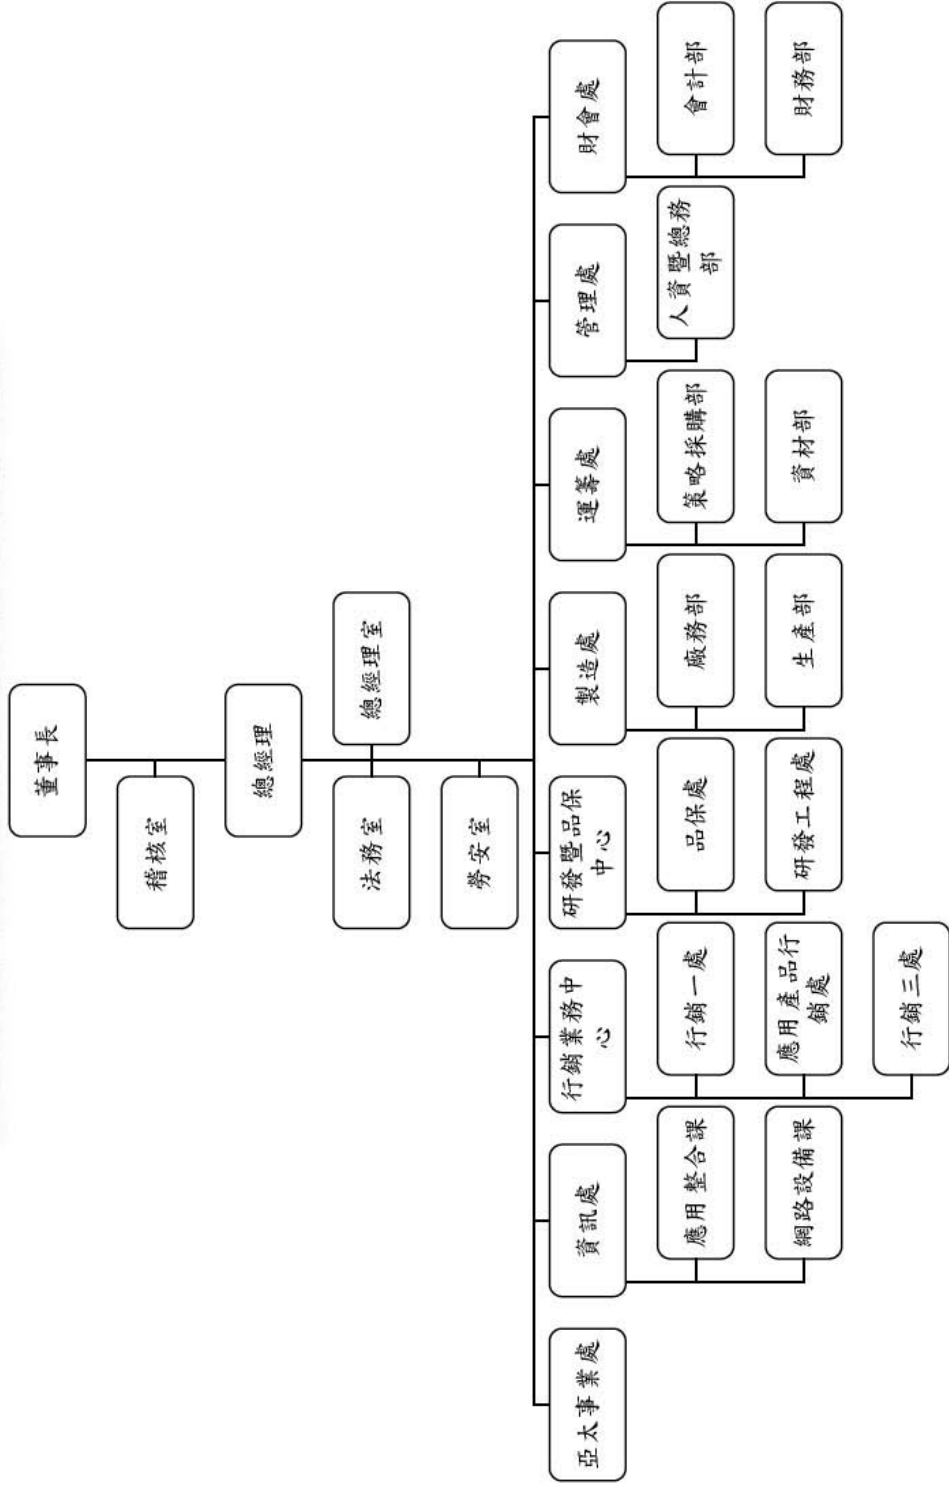 董事長
稽核室
總經理
法務室
總經理室
勞安室
亞太事業處
資訊處
行銷業務中
心
研發暨品保
中心
製造處
運籌處
管理處
財會處
應用整合課
行銷一處
品保處
廠務部
策略採購部
人資暨總務
部
會計部
網路設備課
應用產品行
銷處
研發工程處
生產部
資材部
財務部
行銷三處